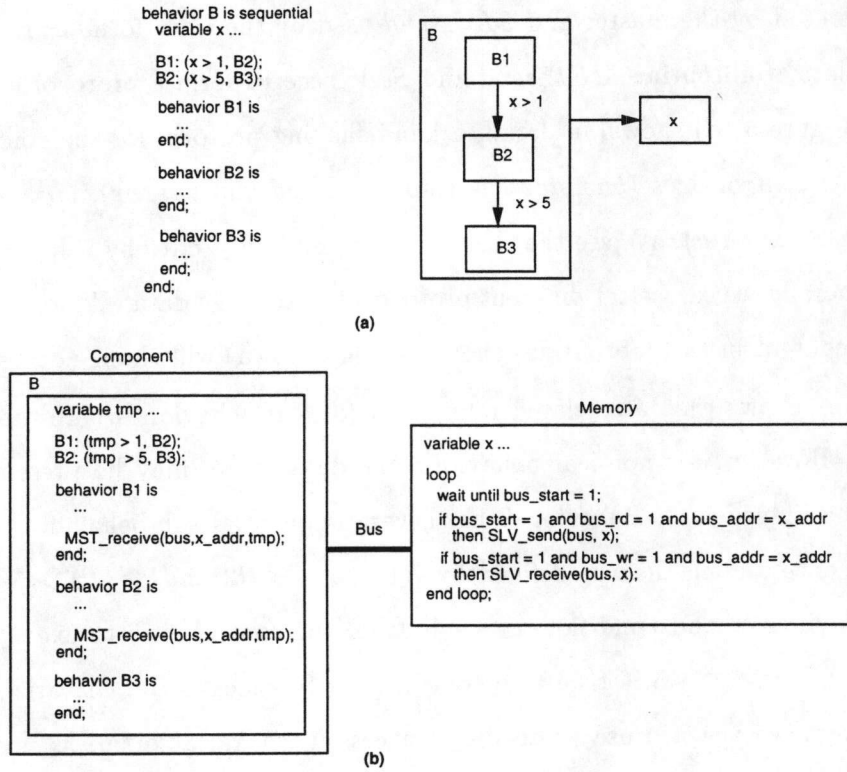 behavior B is sequential
variable x ...
B1: (x > 1, B2);
B2: (x > 5, B3);
behavior B1 is
...
end;
behavior B2 is
...
end;
behavior B3 is
...
end;
end;
B
B1
x > 1
B2
x > 5
B3
x
(a)
Component
B
variable tmp ...
B1: (tmp > 1, B2);
B2: (tmp > 5, B3);
behavior B1 is
...
MST_receive(bus,x_addr,tmp);
end;
behavior B2 is
...
MST_receive(bus,x_addr,tmp);
end;
behavior B3 is
...
end;
Bus
Memory
variable x ...
loop
wait until bus_start = 1;
if bus_start = 1 and bus_rd = 1 and bus_addr = x_addr
then SLV_send(bus, x);
if bus_start = 1 and bus_wr = 1 and bus_addr = x_addr
then SLV_receive(bus, x);
end loop;
(b)